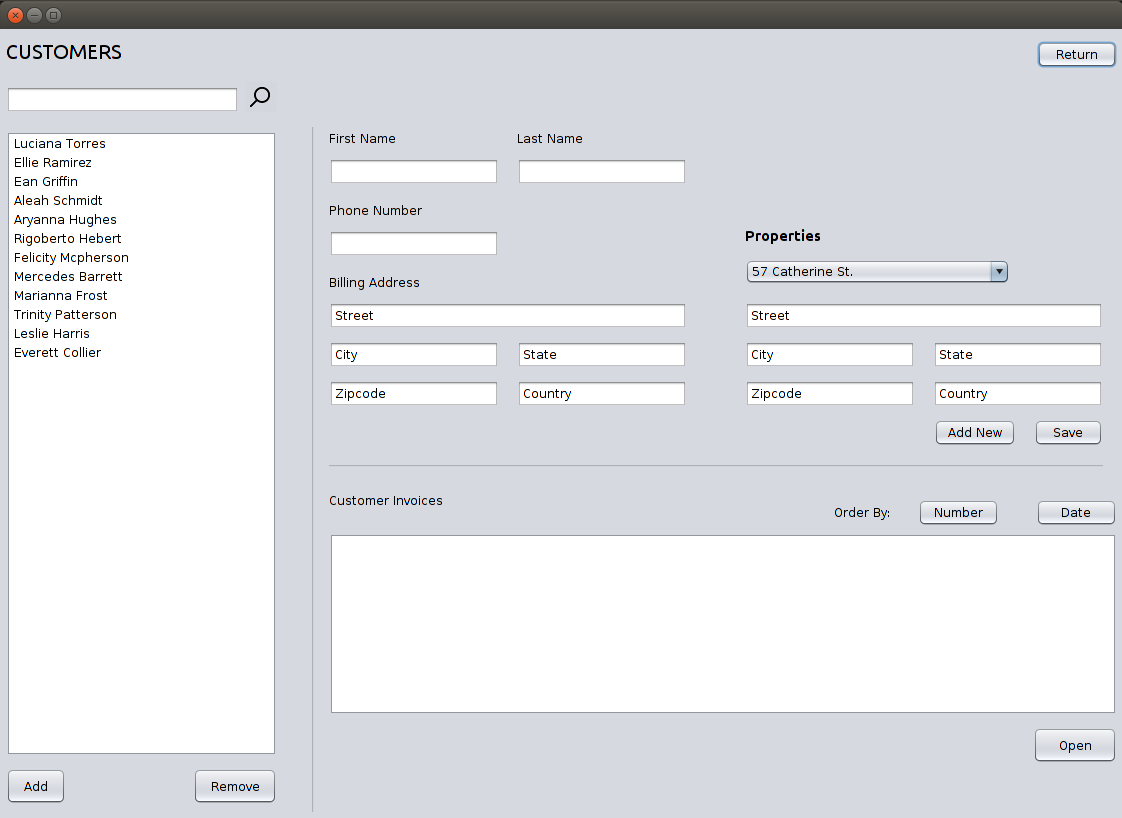 CUSTOMERS
Return
Luciana Torres
Ellie Ramirez
Ean Griffin
Aleah Schmidt
Aryanna Hughes
Rigoberto Hebert
Felicity Mcpherson
Mercedes Barrett
Marianna Frost
Trinity Patterson
Leslie Harris
Everett Collier
Add
Remove
First Name
Last Name
Phone Number
Billing Address
Street
City
State
Zipcode
Country
Properties
57 Catherine St.
Street
City
State
Zipcode
Country
Add New
Save
Customer Invoices
Order By:
Number
Date
Open